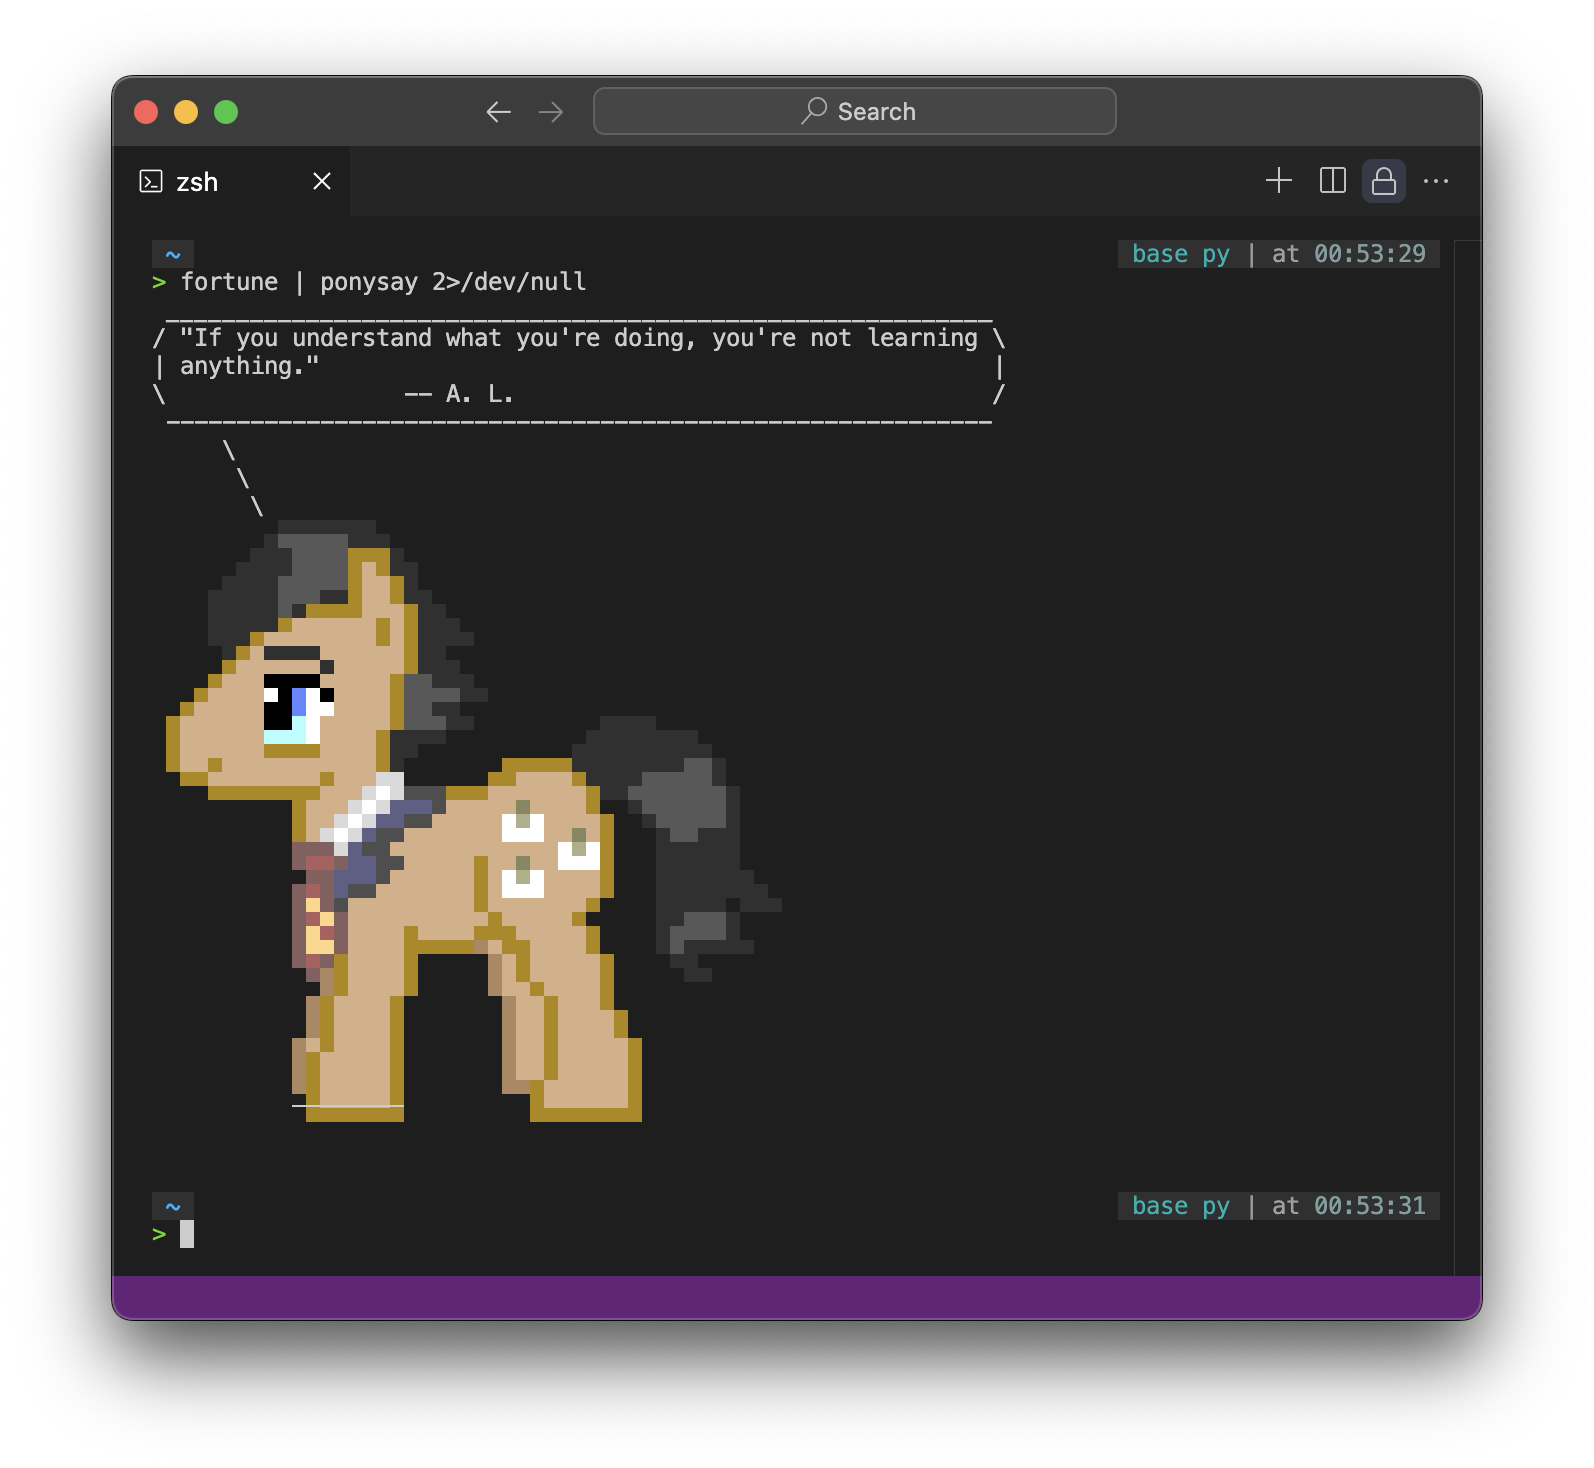 Search
zsh
~ base py | at 00:53:29
> fortune | ponysay 2>/dev/null
/ "If you understand what you're doing, you're not learning \
| anything." |
\ -- A. L. /
\
\
\
~ base py | at 00:53:31
>